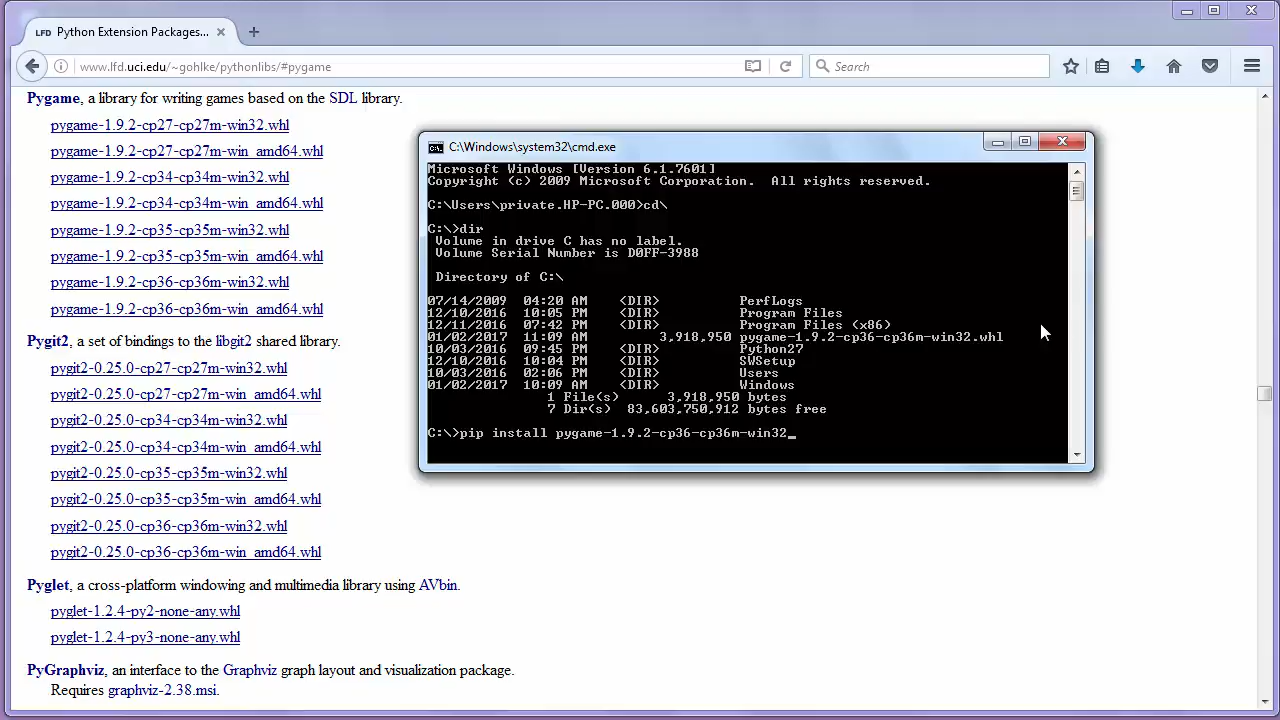 LFD Python Extension Packages... × +
www.lfd.uci.edu/~gohlke/pythonlibs/#pygame
Search
Pygame, a library for writing games based on the SDL library.
pygame-1.9.2-cp27-cp27m-win32.whl
pygame-1.9.2-cp27-cp27m-win_amd64.whl
pygame-1.9.2-cp34-cp34m-win32.whl
pygame-1.9.2-cp34-cp34m-win_amd64.whl
pygame-1.9.2-cp35-cp35m-win32.whl
pygame-1.9.2-cp35-cp35m-win_amd64.whl
pygame-1.9.2-cp36-cp36m-win32.whl
pygame-1.9.2-cp36-cp36m-win_amd64.whl
Pygit2, a set of bindings to the libgit2 shared library.
pygit2-0.25.0-cp27-cp27m-win32.whl
pygit2-0.25.0-cp27-cp27m-win_amd64.whl
pygit2-0.25.0-cp34-cp34m-win32.whl
pygit2-0.25.0-cp34-cp34m-win_amd64.whl
pygit2-0.25.0-cp35-cp35m-win32.whl
pygit2-0.25.0-cp35-cp35m-win_amd64.whl
pygit2-0.25.0-cp36-cp36m-win32.whl
pygit2-0.25.0-cp36-cp36m-win_amd64.whl
Pyglet, a cross-platform windowing and multimedia library using AVbin.
pyglet-1.2.4-py2-none-any.whl
pyglet-1.2.4-py3-none-any.whl
PyGraphviz, an interface to the Graphviz graph layout and visualization package.
Requires graphviz-2.38.msi.
C:\Windows\system32\cmd.exe
Microsoft Windows [Version 6.1.7601]
Copyright (c) 2009 Microsoft Corporation.  All rights reserved.
C:\Users\private.HP-PC.000>cd\
C:\>dir
Volume in drive C has no label.
Volume Serial Number is D0FF-3988
Directory of C:\
07/14/2009  04:20 AM    <DIR>          PerfLogs
12/10/2016  10:05 PM    <DIR>          Program Files
12/11/2016  07:42 PM    <DIR>          Program Files (x86)
01/02/2017  11:09 AM         3,918,950 pygame-1.9.2-cp36-cp36m-win32.whl
10/03/2016  09:45 PM    <DIR>          Python27
12/10/2016  10:04 PM    <DIR>          SWSetup
10/03/2016  02:06 PM    <DIR>          Users
01/02/2017  10:09 AM    <DIR>          Windows
1 File(s)      3,918,950 bytes
7 Dir(s)  83,603,750,912 bytes free
C:\>pip install pygame-1.9.2-cp36-cp36m-win32_